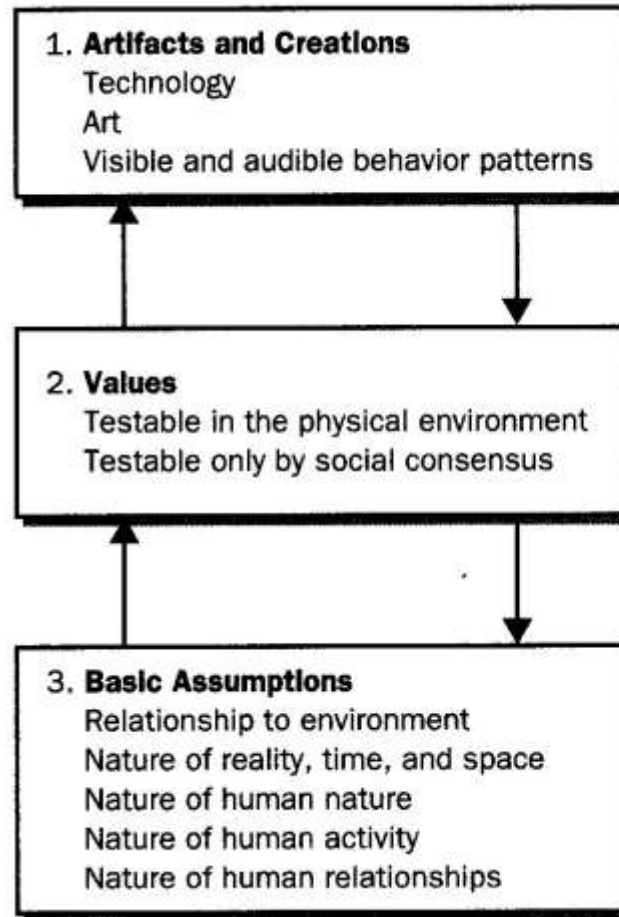 1. Artifacts and Creations
Technology
Art
Visible and audible behavior patterns
2. Values
Testable in the physical environment
Testable only by social consensus
3. Basic Assumptions
Relationship to environment
Nature of reality, time, and space
Nature of human nature
Nature of human activity
Nature of human relationships